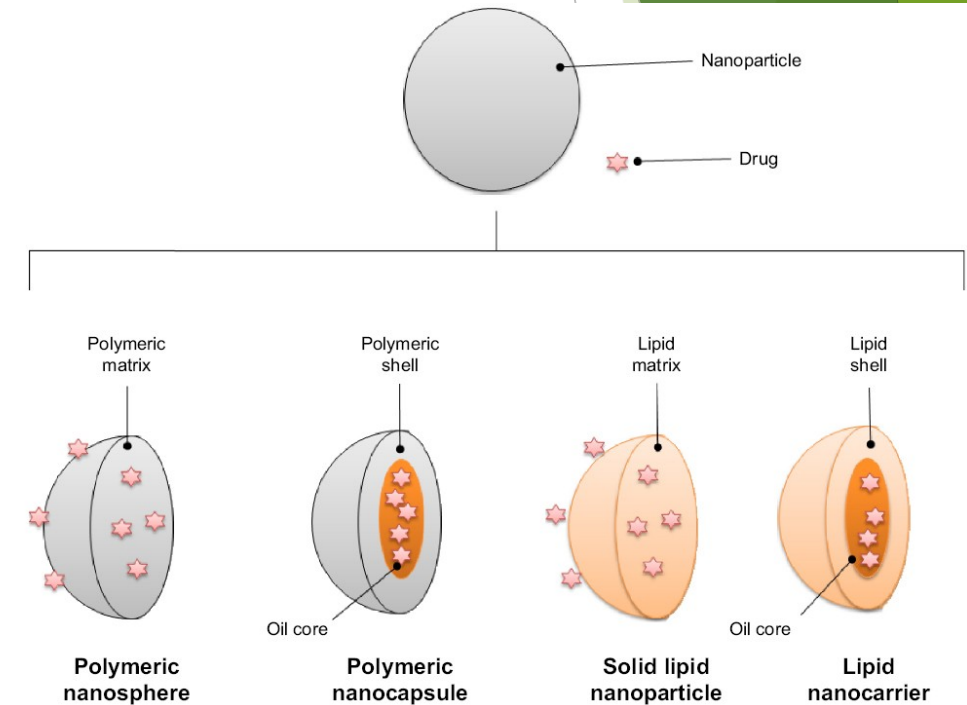 Nanoparticle
Drug
Polymeric
matrix
Polymeric
shell
Lipid
matrix
Lipid
shell
Oil core
Oil core
Polymeric
nanosphere
Polymeric
nanocapsule
Solid lipid
nanoparticle
Lipid
nanocarrier